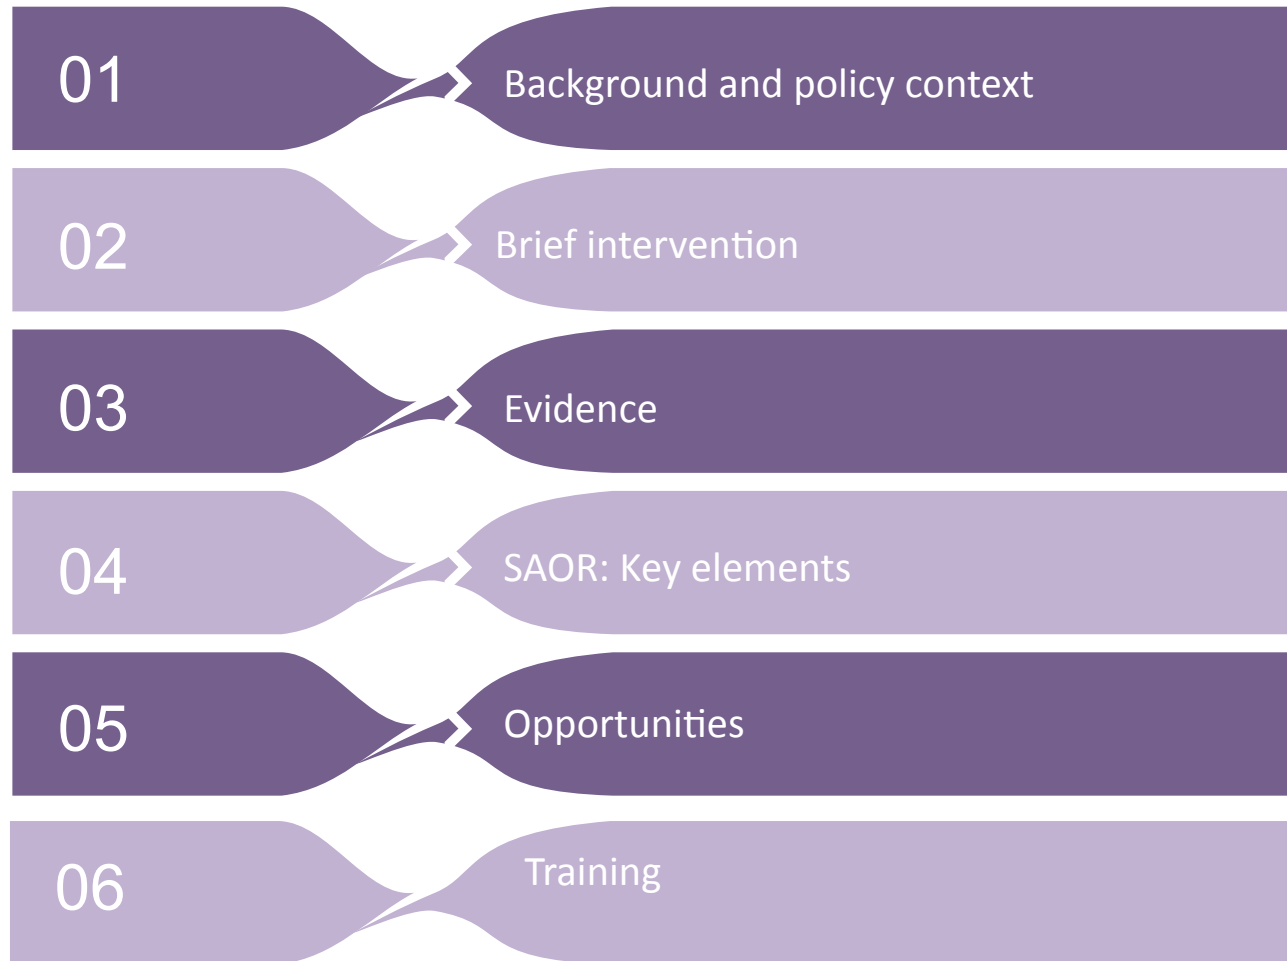 01
Background and policy context
02
Brief intervention
03
Evidence
04
SAOR: Key elements
05
Opportunities
06
Training